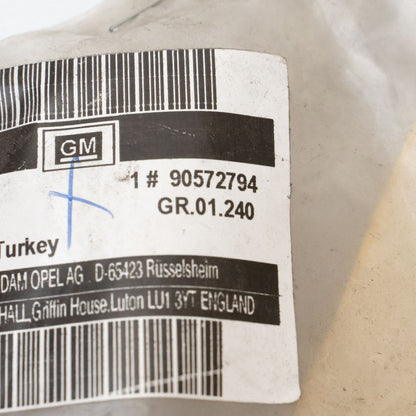 GM
1 # 90572794
GR.01.240
Turkey
DAM OPEL AG . D-65423 Rüsselsheim
HALL,Griffin House,Luton LU1 3YT ENGLAND